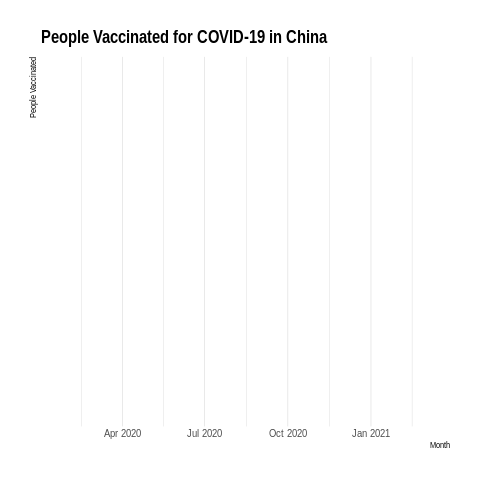 People Vaccinated for COVID-19 in China
People Vaccinated
Apr 2020
Jul 2020
Oct 2020
Jan 2021
Month